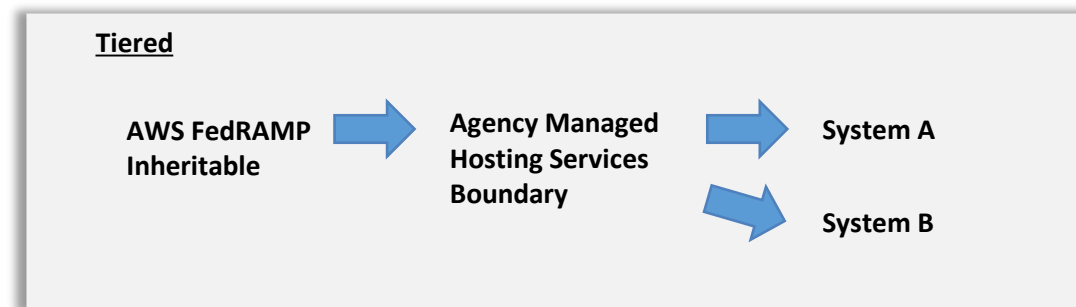 Tiered
AWS FedRAMP
Inheritable
Agency Managed
Hosting Services
Boundary
System A
System B